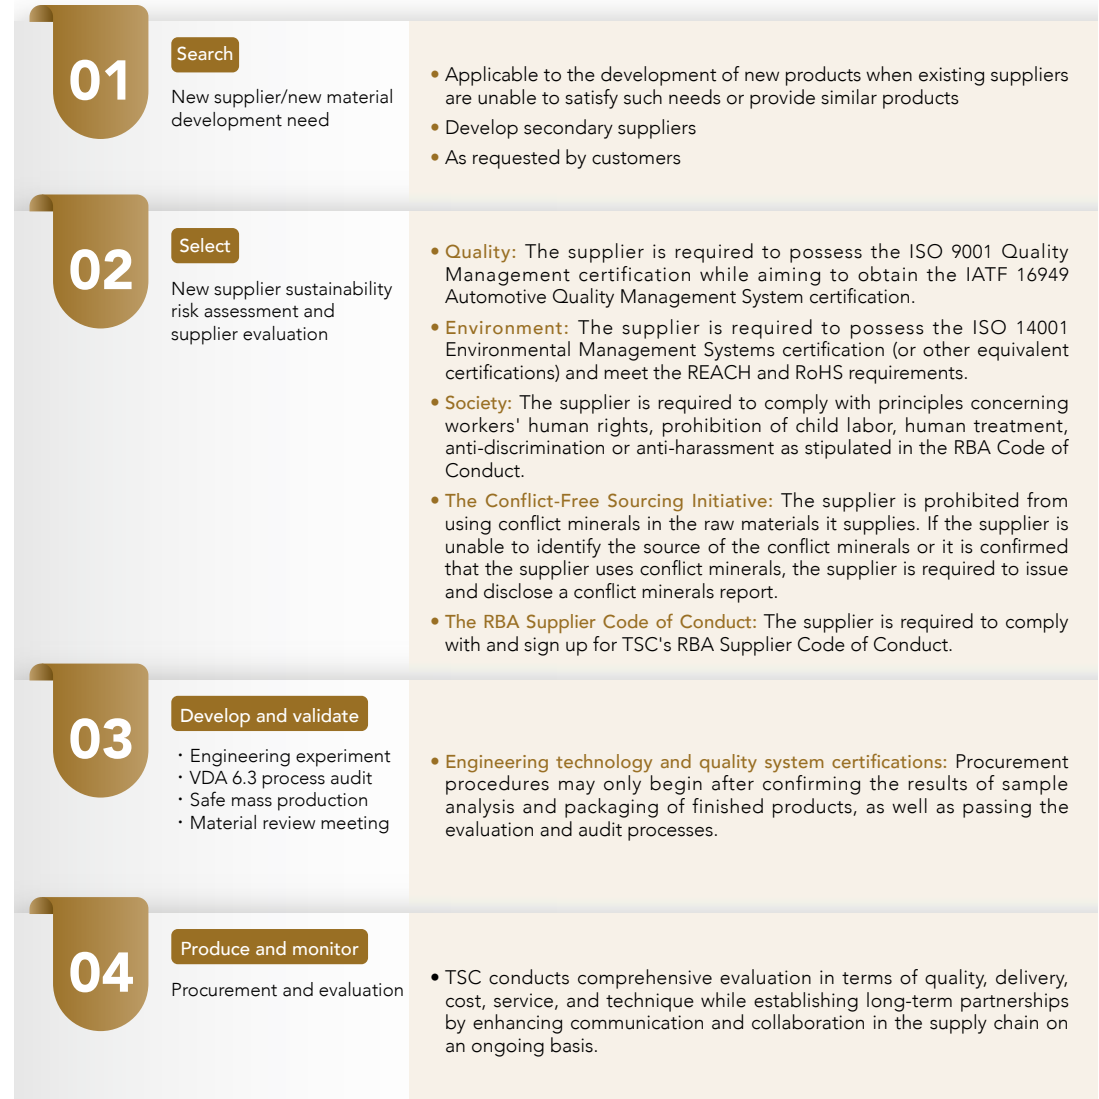 01
Search
New supplier/new material
development need
• Applicable to the development of new products when existing suppliers
are unable to satisfy such needs or provide similar products
• Develop secondary suppliers
• As requested by customers
02
Select
New supplier sustainability
risk assessment and
supplier evaluation
• Quality: The supplier is required to possess the ISO 9001 Quality
Management certification while aiming to obtain the IATF 16949
Automotive Quality Management System certification.
• Environment: The supplier is required to possess the ISO 14001
Environmental Management Systems certification (or other equivalent
certifications) and meet the REACH and RoHS requirements.
• Society: The supplier is required to comply with principles concerning
workers' human rights, prohibition of child labor, human treatment,
anti-discrimination or anti-harassment as stipulated in the RBA Code of
Conduct.
• The Conflict-Free Sourcing Initiative: The supplier is prohibited from
using conflict minerals in the raw materials it supplies. If the supplier is
unable to identify the source of the conflict minerals or it is confirmed
that the supplier uses conflict minerals, the supplier is required to issue
and disclose a conflict minerals report.
• The RBA Supplier Code of Conduct: The supplier is required to comply
with and sign up for TSC's RBA Supplier Code of Conduct.
03
Develop and validate
・Engineering experiment
・VDA 6.3 process audit
・Safe mass production
・Material review meeting
• Engineering technology and quality system certifications: Procurement
procedures may only begin after confirming the results of sample
analysis and packaging of finished products, as well as passing the
evaluation and audit processes.
04
Produce and monitor
Procurement and evaluation
• TSC conducts comprehensive evaluation in terms of quality, delivery,
cost, service, and technique while establishing long-term partnerships
by enhancing communication and collaboration in the supply chain on
an ongoing basis.